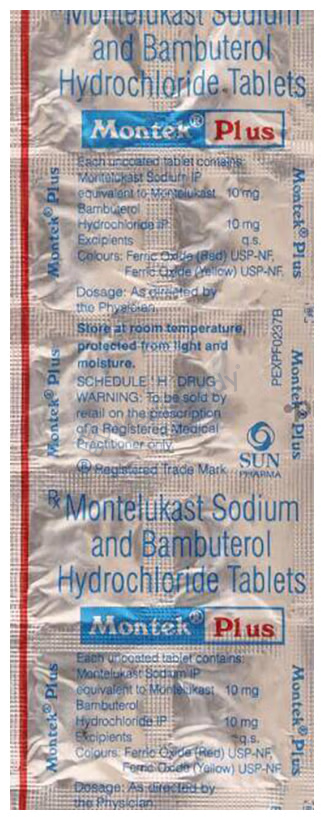 Montelukast Sodium
and Bambuterol
Hydrochloride Tablets
Montek® Plus
Each uncoated tablet contains:
Montelukast Sodium IP
equivalent to Montelukast 10 mg
Bambuterol
Hydrochloride IP 10 mg
Excipients q.s.
Colours: Ferric Oxide (Red) USP-NF,
Ferric Oxide (Yellow) USP-NF.
Dosage: As directed by
the Physician.
Store at room temperature,
protected from light and
moisture.
SCHEDULE 'H' DRUG
WARNING: To be sold by
retail on the prescription
of a Registered Medical
Practitioner only.
® Registered Trade Mark
Montek® Plus
Montek® Plus
Montek® Plus
Montek® Plus
PEXPF0237B
SUN
PHARMA
Rx Montelukast Sodium
and Bambuterol
Hydrochloride Tablets
Montek® Plus
Each uncoated tablet contains:
Montelukast Sodium IP
equivalent to Montelukast 10 mg
Bambuterol
Hydrochloride IP 10 mg
Excipients q.s.
Colours: Ferric Oxide (Red) USP-NF,
Ferric Oxide (Yellow) USP-NF.
Dosage: As directed by
the Physician.
Montek® Plus
Montek® Plus